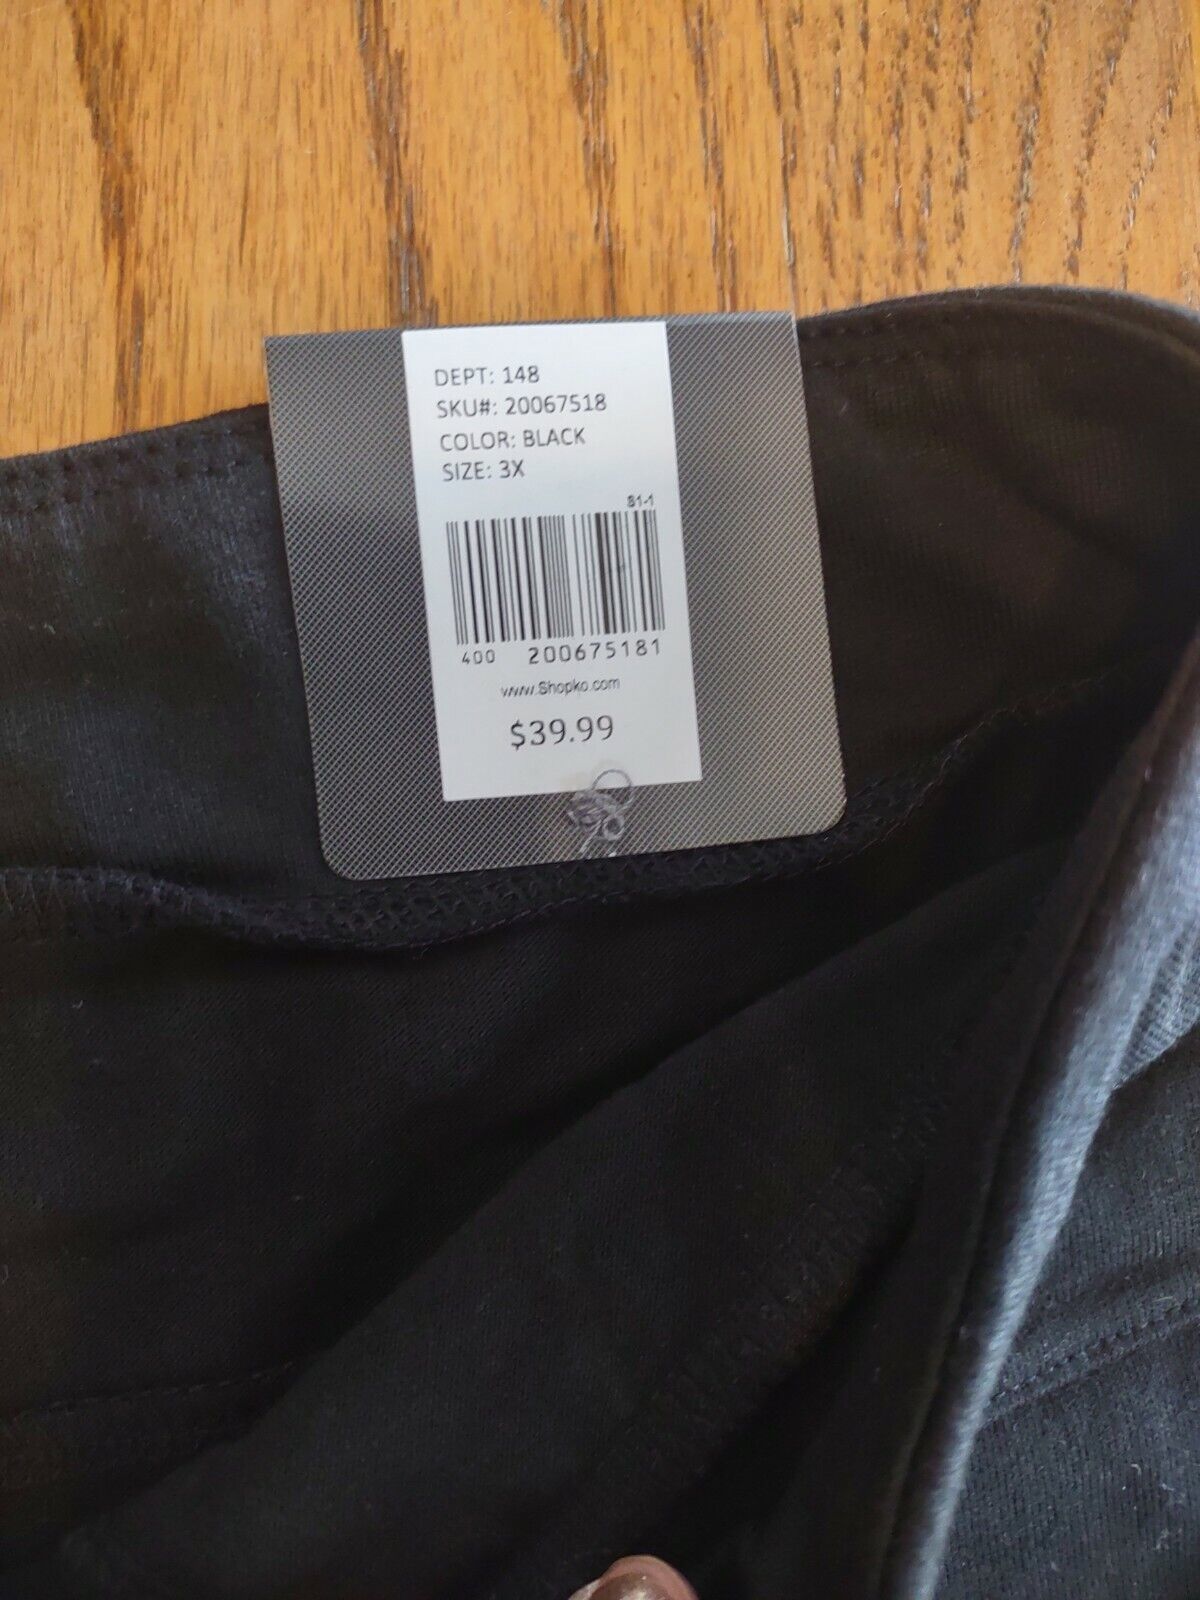 DEPT: 148
SKU#: 20067518
COLOR: BLACK
SIZE: 3X
81-1
400 200675181
www.Shopko.com
$39.99